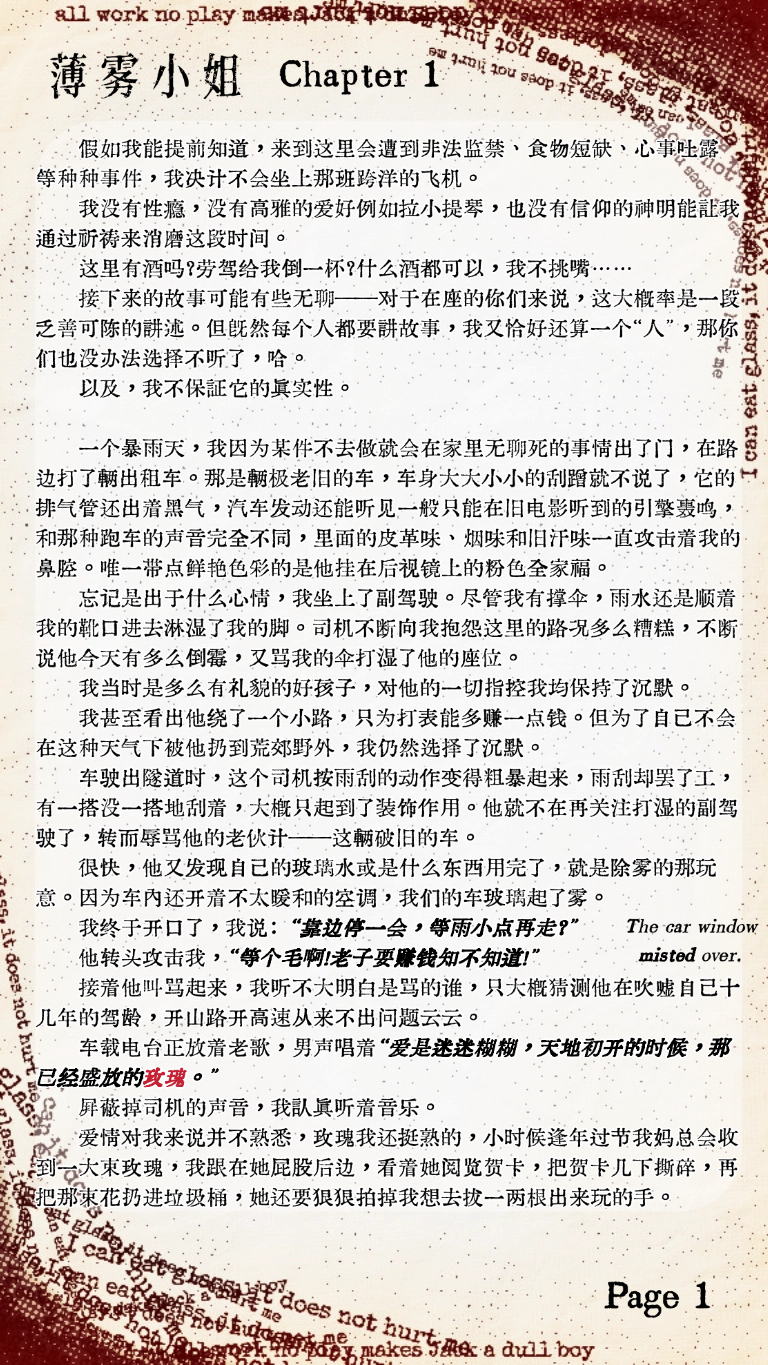 all work no play makes Jack a dull boy
薄雾小姐 Chapter 1
假如我能提前知道，来到这里会遭到非法监禁、食物短缺、心事吐露
等种种事件，我决计不会坐上那班跨洋的飞机。
我没有性瘾，没有高雅的爱好例如拉小提琴，也没有信仰的神明能让我
通过祈祷来消磨这段时间。
这里有酒吗?劳驾给我倒一杯?什么酒都可以，我不挑嘴……
接下来的故事可能有些无聊——对于在座的你们来说，这大概率是一段
乏善可陈的讲述。但既然每个人都要讲故事，我又恰好还算一个“人”，那你
们也没办法选择不听了，哈。
以及，我不保证它的真实性。
一个暴雨天，我因为某件不去做就会在家里无聊死的事情出了门，在路
边打了辆出租车。那是辆极老旧的车，车身大大小小的刮蹭就不说了，它的
排气管还出着黑气，汽车发动还能听见一般只能在旧电影听到的引擎轰鸣，
和那种跑车的声音完全不同，里面的皮革味、烟味和旧汗味一直攻击着我的
鼻腔。唯一带点鲜艳色彩的是他挂在后视镜上的粉色全家福。
忘记是出于什么心情，我坐上了副驾驶。尽管我有撑伞，雨水还是顺着
我的靴口进去淋湿了我的脚。司机不断向我抱怨这里的路况多么糟糕，不断
说他今天有多么倒霉，又骂我的伞打湿了他的座位。
我当时是多么有礼貌的好孩子，对他的一切指控我均保持了沉默。
我甚至看出他绕了一个小路，只为打表能多赚一点钱。但为了自己不会
在这种天气下被他扔到荒郊野外，我仍然选择了沉默。
车驶出隧道时，这个司机按雨刮的动作变得粗暴起来，雨刮却罢了工，
有一搭没一搭地刮着，大概只起到了装饰作用。他就不在再关注打湿的副驾
驶了，转而辱骂他的老伙计——这辆破旧的车。
很快，他又发现自己的玻璃水或是什么东西用完了，就是除雾的那玩
意。因为车内还开着不太暖和的空调，我们的车玻璃起了雾。
我终于开口了，我说：“靠边停一会，等雨小点再走?”
The car window
他转头攻击我，“等个毛啊!老子要赚钱知不知道!”
misted over.
接着他叫骂起来，我听不大明白是骂的谁，只大概猜测他在吹嘘自己十
几年的驾龄，开山路开高速从来不出问题云云。
车载电台正放着老歌，男声唱着“爱是迷迷糊糊，天地初开的时候，那
已经盛放的玫瑰。”
屏蔽掉司机的声音，我认真听着音乐。
爱情对我来说并不熟悉，玫瑰我还挺熟的，小时候逢年过节我妈总会收
到一大束玫瑰，我跟在她屁股后边，看着她阅览贺卡，把贺卡几下撕碎，再
把那束花扔进垃圾桶，她还要狠狠拍掉我想去拔一两根出来玩的手。
I can eat glass, it does not hurt me
Page 1
all work no play makes Jack a dull boy